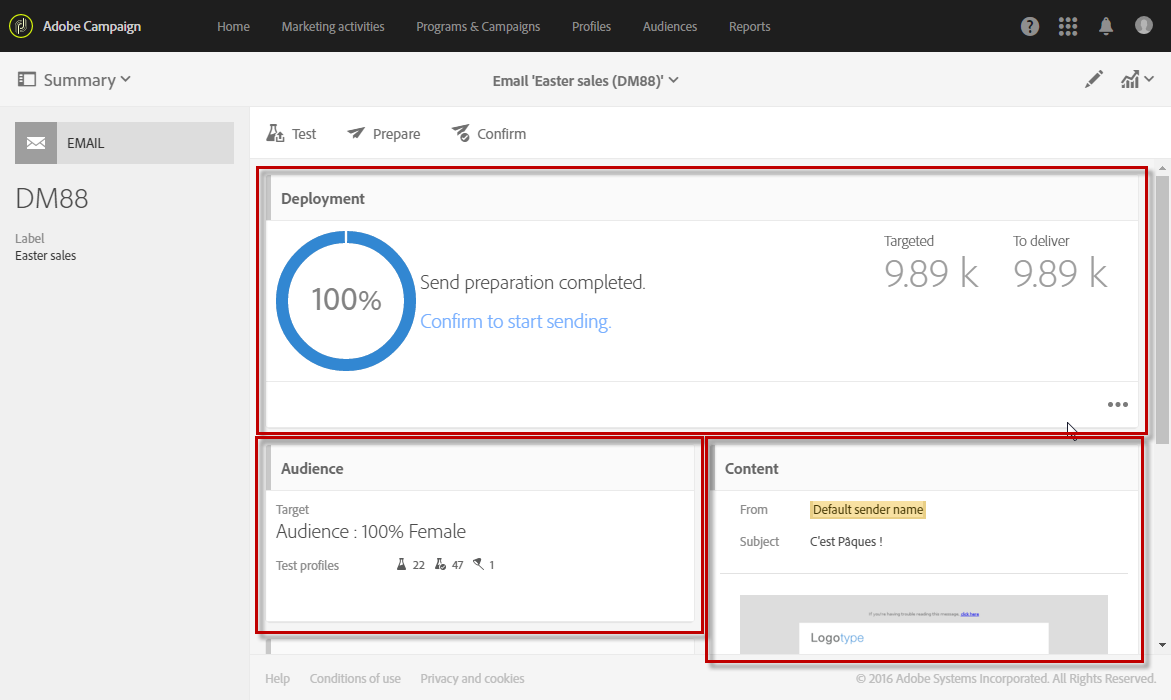 Adobe Campaign Home Marketing activities Programs & Campaigns Profiles Audiences Reports
Summary Email 'Easter sales (DM88)'
EMAIL
DM88
Label
Easter sales
Test Prepare Confirm
Deployment
100%
Send preparation completed.
Confirm to start sending.
Targeted To deliver
9.89 k 9.89 k
Audience
Target
Audience : 100% Female
Test profiles 22 47 1
Content
From Default sender name
Subject C'est Pâques !
If you're having trouble reading this message, click here
Logotype
Help Conditions of use Privacy and cookies © 2016 Adobe Systems Incorporated. All Rights Reserved.